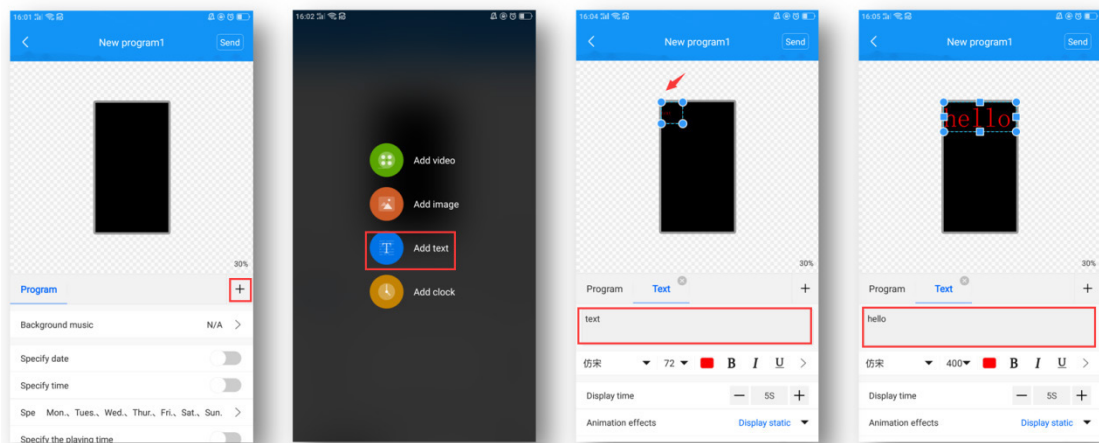 16:01
New program1
Send
30%
Program
+
Background music N/A >
Specify date
Specify time
Spe Mon.、Tues.、Wed.、Thur.、Fri.、Sat.、Sun. >
Specify the playing time
16:02
Add video
Add image
T Add text
Add clock
16:04
New program1
Send
30%
Program Text +
text
仿宋 72 B I U >
Display time — 5S +
Animation effects Display static
16:05
New program1
Send
hello
30%
Program Text +
hello
仿宋 400 B I U >
Display time — 5S +
Animation effects Display static